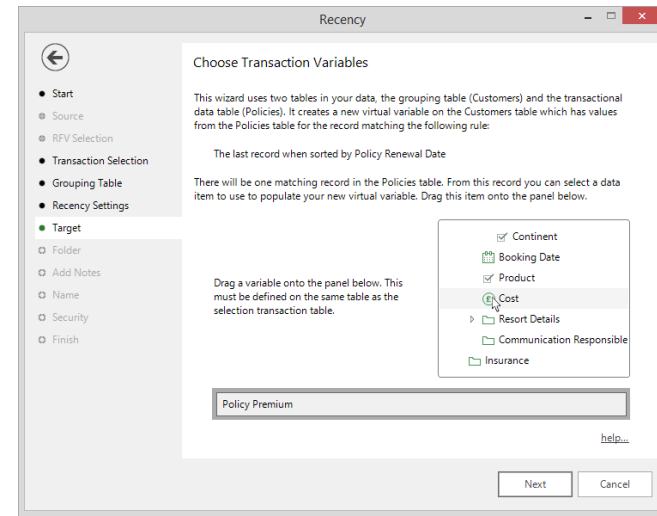 Recency
Choose Transaction Variables
Start
Source
RFV Selection
Transaction Selection
Grouping Table
Recency Settings
Target
Folder
Add Notes
Name
Security
Finish
This wizard uses two tables in your data, the grouping table (Customers) and the transactional
data table (Policies). It creates a new virtual variable on the Customers table which has values
from the Policies table for the record matching the following rule:
The last record when sorted by Policy Renewal Date
There will be one matching record in the Policies table. From this record you can select a data
item to use to populate your new virtual variable. Drag this item onto the panel below.
Drag a variable onto the panel below. This
must be defined on the same table as the
selection transaction table.
Continent
Booking Date
Product
£ Cost
Resort Details
Communication Responsible
Insurance
Policy Premium
help...
Next
Cancel